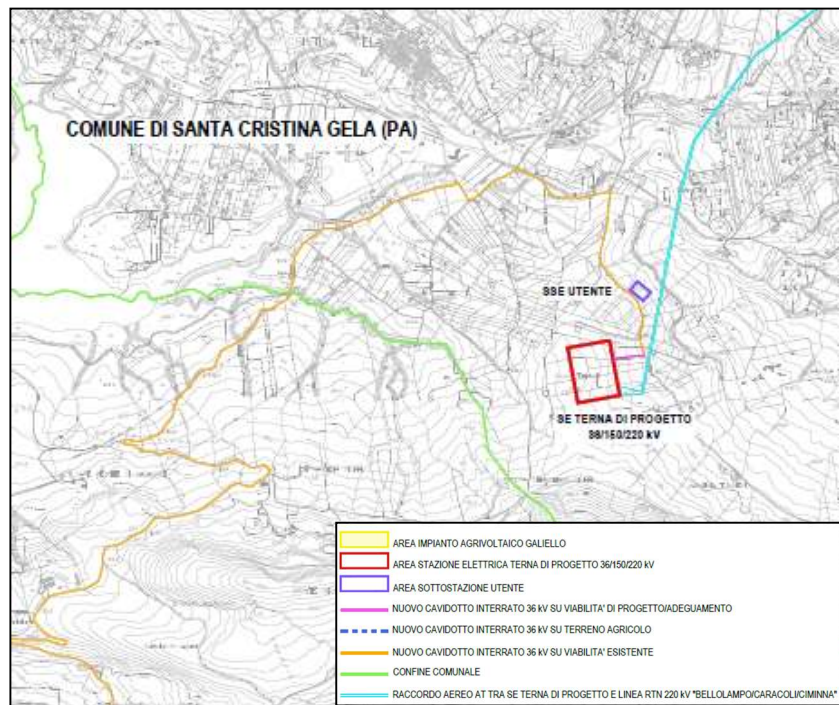 COMUNE DI SANTA CRISTINA GELA (PA)
SSE UTENTE
SE TERNA DI PROGETTO
36/150/220 kV
AREA IMPIANTO AGRIVOLTAICO GALIELLO
AREA STAZIONE ELETTRICA TERNA DI PROGETTO 36/150/220 kV
AREA SOTTOSTAZIONE UTENTE
NUOVO CAVIDOTTO INTERRATO 36 kV SU VIABILITA' DI PROGETTO/ADEGUAMENTO
NUOVO CAVIDOTTO INTERRATO 36 kV SU TERRENO AGRICOLO
NUOVO CAVIDOTTO INTERRATO 36 kV SU VIABILITA' ESISTENTE
CONFINE COMUNALE
RACCORDO AEREO AT TRA SE TERNA DI PROGETTO E LINEA RTN 220 kV "BELLOLAMPO/CARACOLI/CIMINNA"